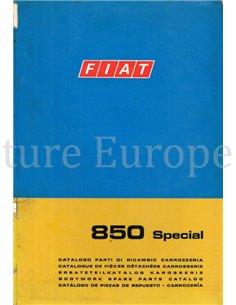 FIAT
ture Europe
850 Special
CATALOGO PARTI DI RICAMBIO CARROZZERIA
CATALOGUE DE PIÈCES DÉTACHÉES CARROSSERIE
ERSATZTEILKATALOG KAROSSERIE
BODYWORK SPARE PARTS CATALOG
CATÁLOGO DE PIEZAS DE REPUESTO - CARROCERÍA